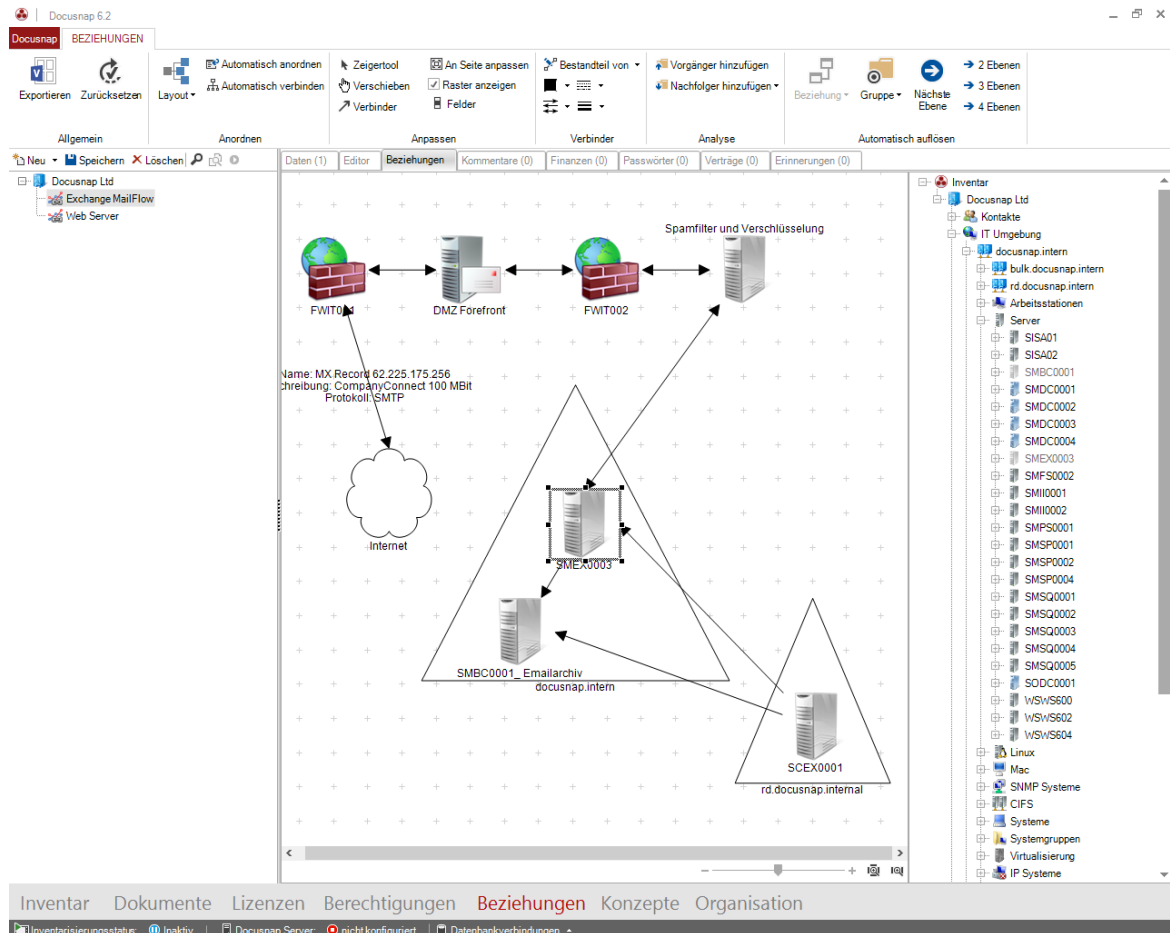 Docusnap 6.2
Docusnap BEZIEHUNGEN
Exportieren
Zurücksetzen
Allgemein
Layout
Automatisch anordnen
Automatisch verbinden
Anordnen
Zeigertool
Verschieben
Verbinder
An Seite anpassen
Raster anzeigen
Felder
Anpassen
Bestandteil von
Verbinder
Vorgänger hinzufügen
Nachfolger hinzufügen
Analyse
Beziehung
Gruppe
Nächste
Ebene
2 Ebenen
3 Ebenen
4 Ebenen
Automatisch auflösen
Neu Speichern Löschen
Docusnap Ltd
Exchange MailFlow
Web Server
Daten (1) Editor Beziehungen Kommentare (0) Finanzen (0) Passwörter (0) Verträge (0) Erinnerungen (0)
Spamfilter und Verschlüsselung
DMZ Forefront
FWIT002
Name: MX Record 62.225.175.256
chreibung: CompanyConnect 100 MBit
Protokoll: SMTP
Internet
SMEX0003
SMBC0001_ Emailarchiv
docusnap.intern
SCEX0001
rd.docusnap.internal
Inventar
Docusnap Ltd
Kontakte
IT Umgebung
docusnap.intern
bulk.docusnap.intern
rd.docusnap.intern
Arbeitsstationen
Server
SISA01
SISA02
SMBC0001
SMDC0001
SMDC0002
SMDC0003
SMDC0004
SMEX0003
SMFS0002
SMII0001
SMII0002
SMPS0001
SMSP0001
SMSP0002
SMSP0004
SMSQ0001
SMSQ0002
SMSQ0003
SMSQ0004
SMSQ0005
SODC0001
WSWS600
WSWS602
WSWS604
Linux
Mac
SNMP Systeme
CIFS
Systeme
Systemgruppen
Virtualisierung
IP Systeme
Inventar Dokumente Lizenzen Berechtigungen Beziehungen Konzepte Organisation
Inventarisierungsstatus: Inaktiv Docusnap Server: nicht konfiguriert Datenbankverbindungen